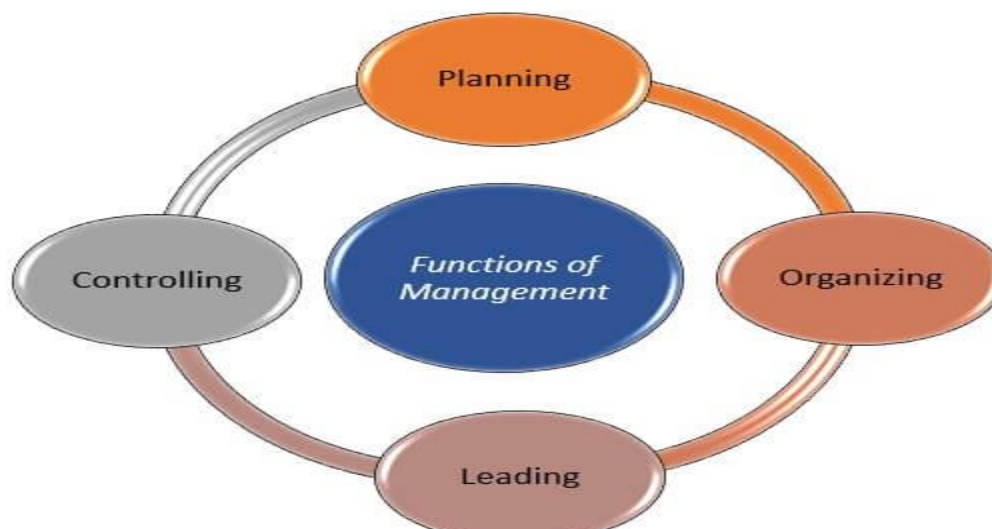 Planning
Controlling
Functions of
Management
Organizing
Leading